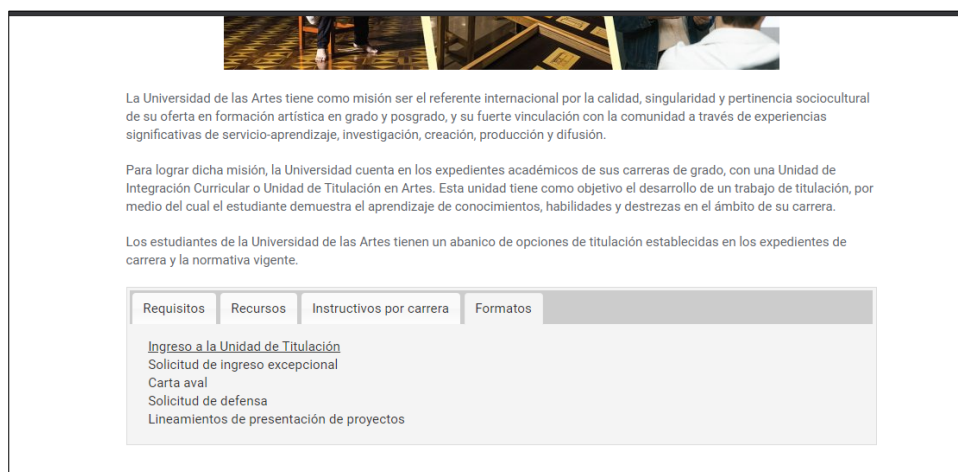 La Universidad de las Artes tiene como misión ser el referente internacional por la calidad, singularidad y pertinencia sociocultural
de su oferta en formación artística en grado y posgrado, y su fuerte vinculación con la comunidad a través de experiencias
significativas de servicio-aprendizaje, investigación, creación, producción y difusión.
Para lograr dicha misión, la Universidad cuenta en los expedientes académicos de sus carreras de grado, con una Unidad de
Integración Curricular o Unidad de Titulación en Artes. Esta unidad tiene como objetivo el desarrollo de un trabajo de titulación, por
medio del cual el estudiante demuestra el aprendizaje de conocimientos, habilidades y destrezas en el ámbito de su carrera.
Los estudiantes de la Universidad de las Artes tienen un abanico de opciones de titulación establecidas en los expedientes de
carrera y la normativa vigente.
Requisitos Recursos Instructivos por carrera Formatos
Ingreso a la Unidad de Titulación
Solicitud de ingreso excepcional
Carta aval
Solicitud de defensa
Lineamientos de presentación de proyectos